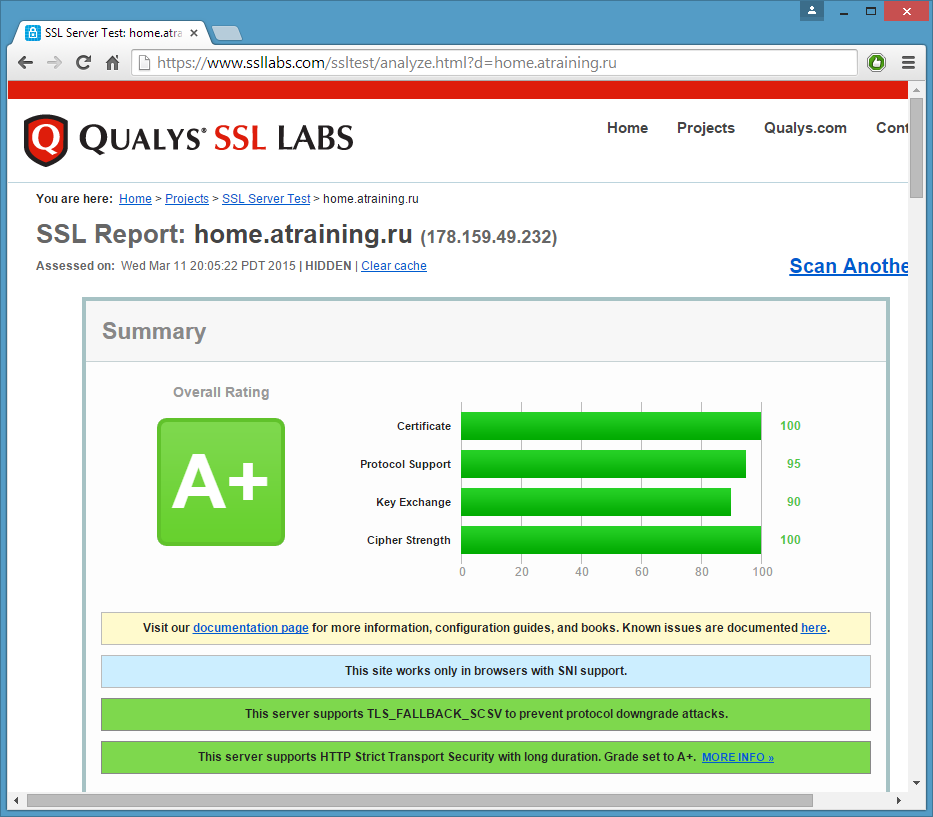 SSL Server Test: home.atra
https://www.ssllabs.com/ssltest/analyze.html?d=home.atraining.ru
QUALYS® SSL LABS
Home Projects Qualys.com Cont
You are here: Home > Projects > SSL Server Test > home.atraining.ru
SSL Report: home.atraining.ru (178.159.49.232)
Assessed on: Wed Mar 11 20:05:22 PDT 2015 | HIDDEN | Clear cache
Scan Anothe
Summary
Overall Rating
A+
Certificate 100
Protocol Support 95
Key Exchange 90
Cipher Strength 100
0 20 40 60 80 100
Visit our documentation page for more information, configuration guides, and books. Known issues are documented here.
This site works only in browsers with SNI support.
This server supports TLS_FALLBACK_SCSV to prevent protocol downgrade attacks.
This server supports HTTP Strict Transport Security with long duration. Grade set to A+. MORE INFO »